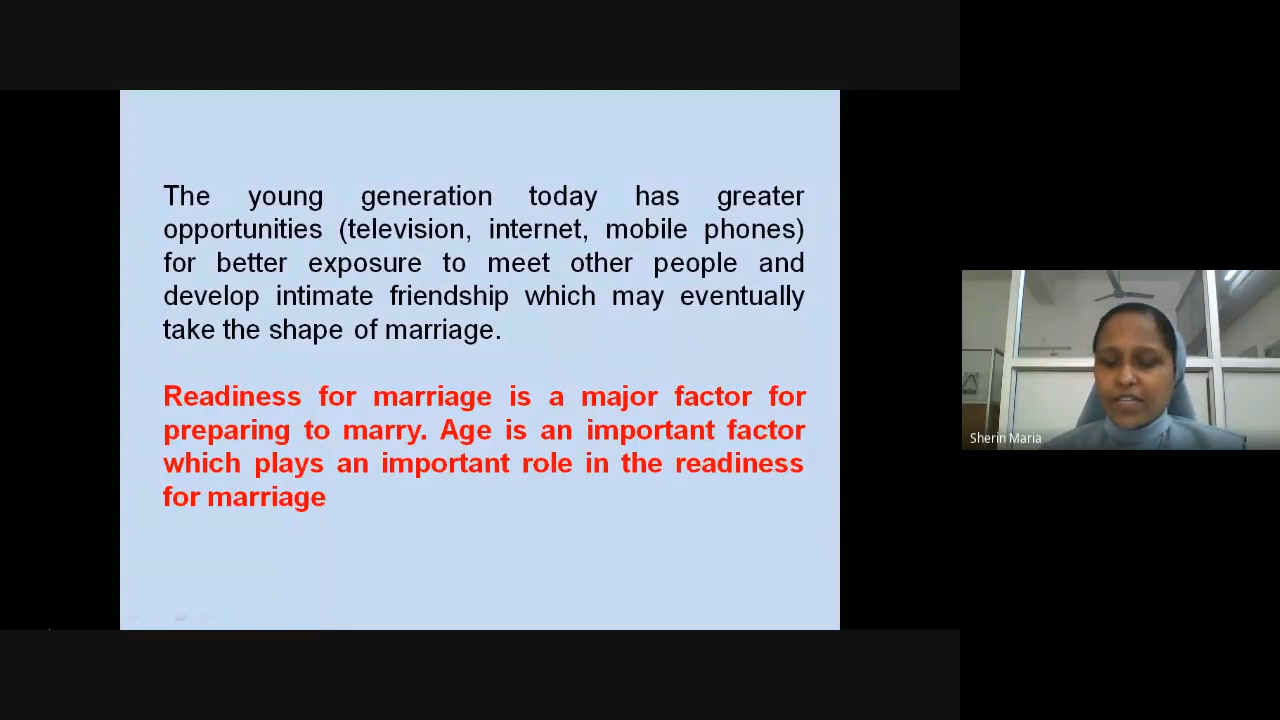 The young generation today has greater
opportunities (television, internet, mobile phones)
for better exposure to meet other people and
develop intimate friendship which may eventually
take the shape of marriage.
Readiness for marriage is a major factor for
preparing to marry. Age is an important factor
which plays an important role in the readiness
for marriage
Sherin Maria